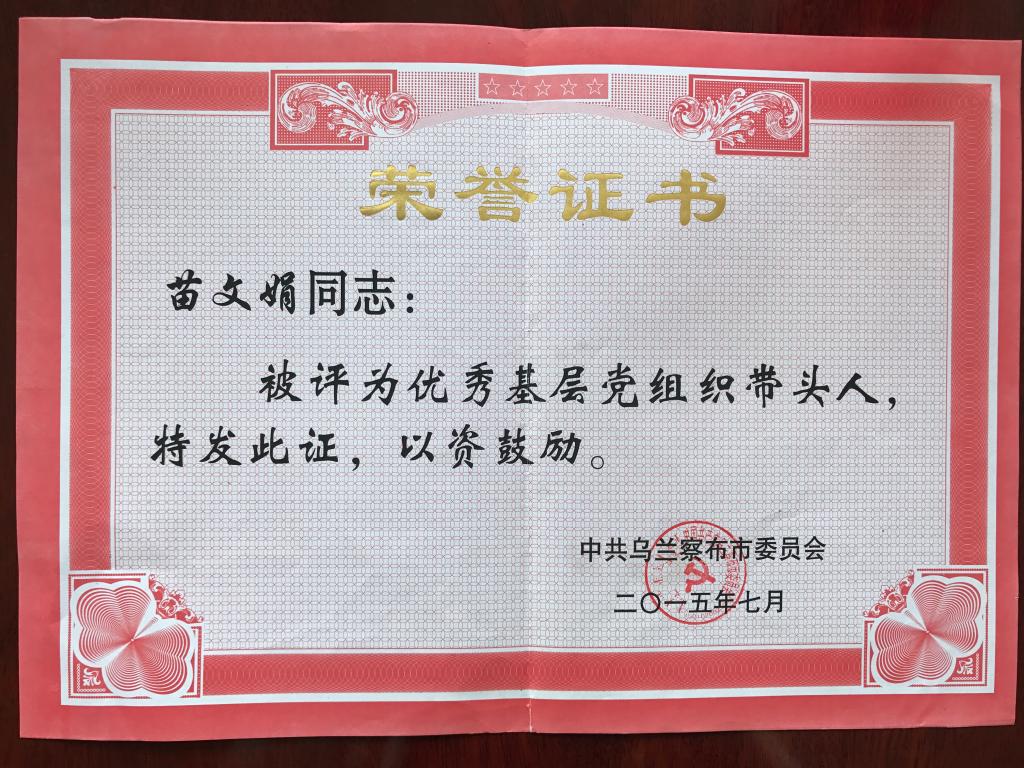 荣誉证书
苗文娟同志：
被评为优秀基层党组织带头人，
特发此证，以资鼓励。
中共乌兰察布市委员会
二〇一五年七月